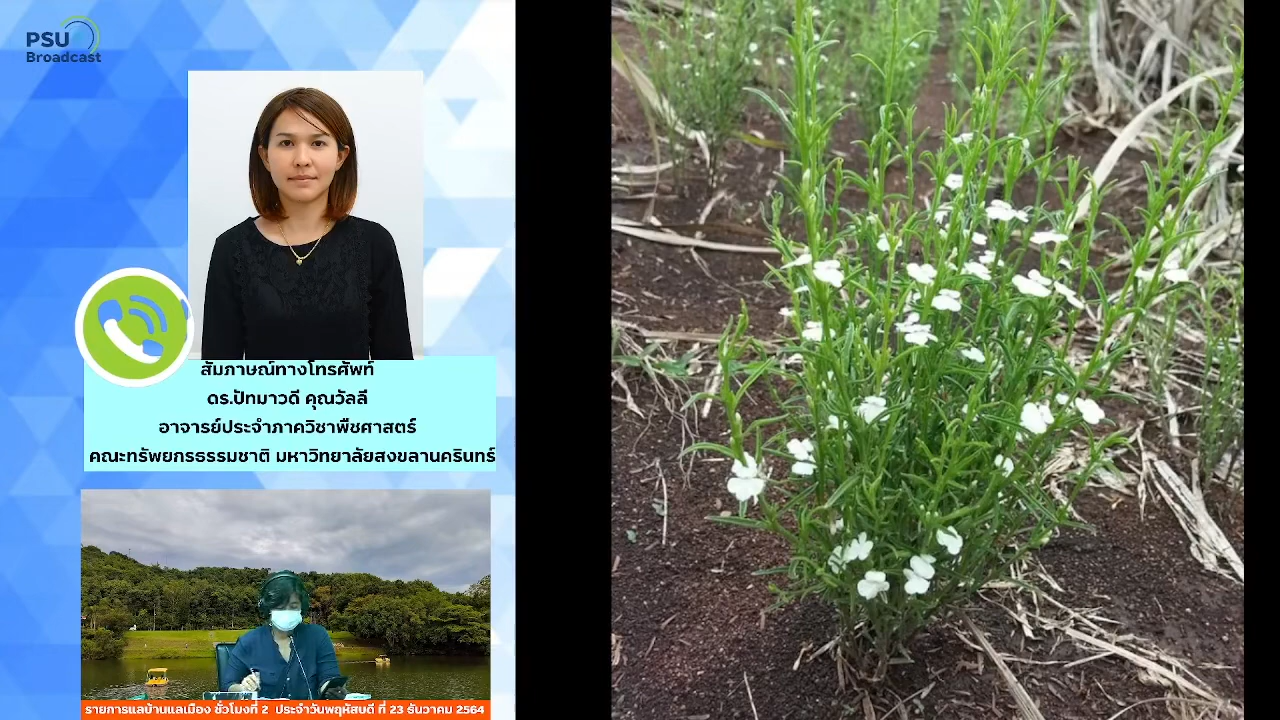 PSU
Broadcast
สัมภาษณ์ทางโทรศัพท์
ดร.ปัทมาวดี คุณวัลลี
อาจารย์ประจำภาควิชาพืชศาสตร์
คณะทรัพยกรธรรมชาติ มหาวิทยาลัยสงขลานครินทร์
รายการแลบ้านแลเมือง ชั่วโมงที่ 2 ประจำวันพฤหัสบดี ที่ 23 ธันวาคม 2564